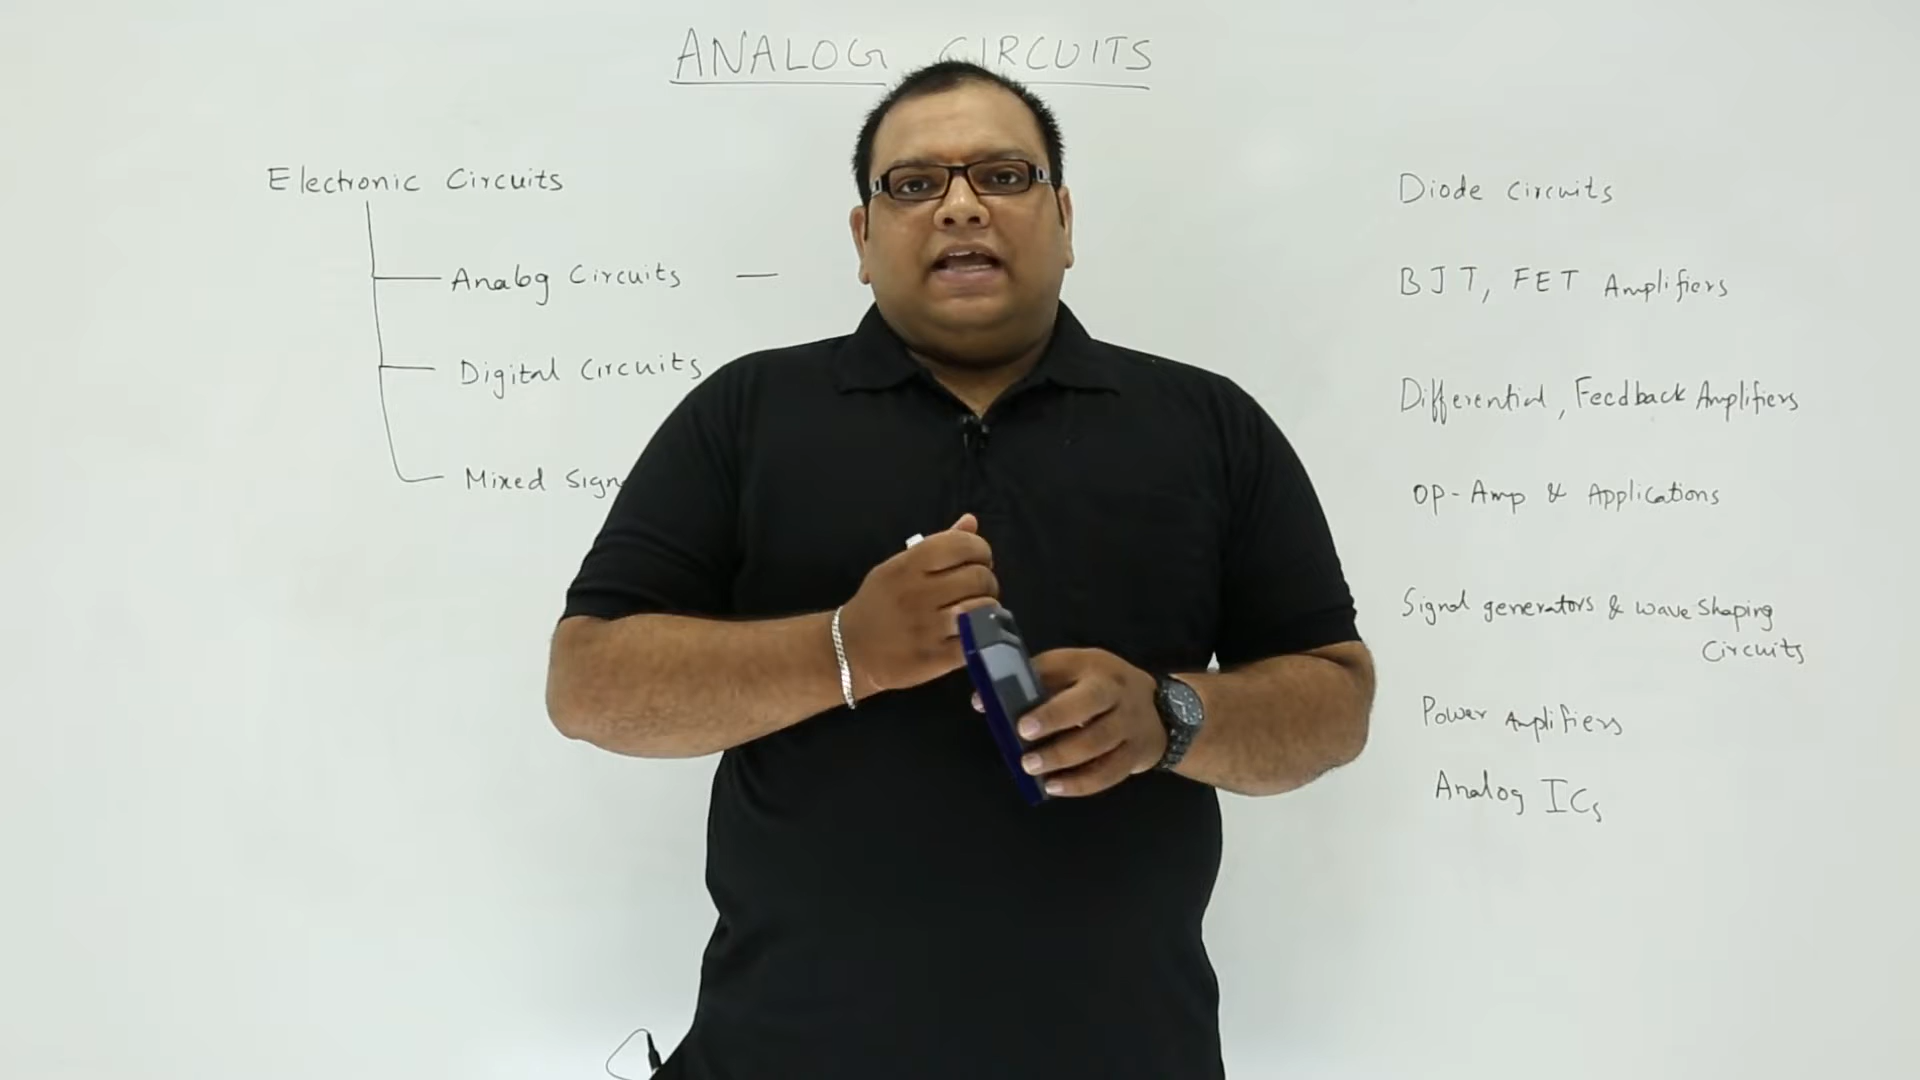 ANALOG CIRCUITS
Electronic Circuits
Analog Circuits —
Digital Circuits
Mixed Sign
Diode circuits
BJT, FET Amplifiers
Differential, Feedback Amplifiers
OP-Amp & Applications
Signal generators & wave shaping
Circuits
Power Amplifiers
Analog ICs